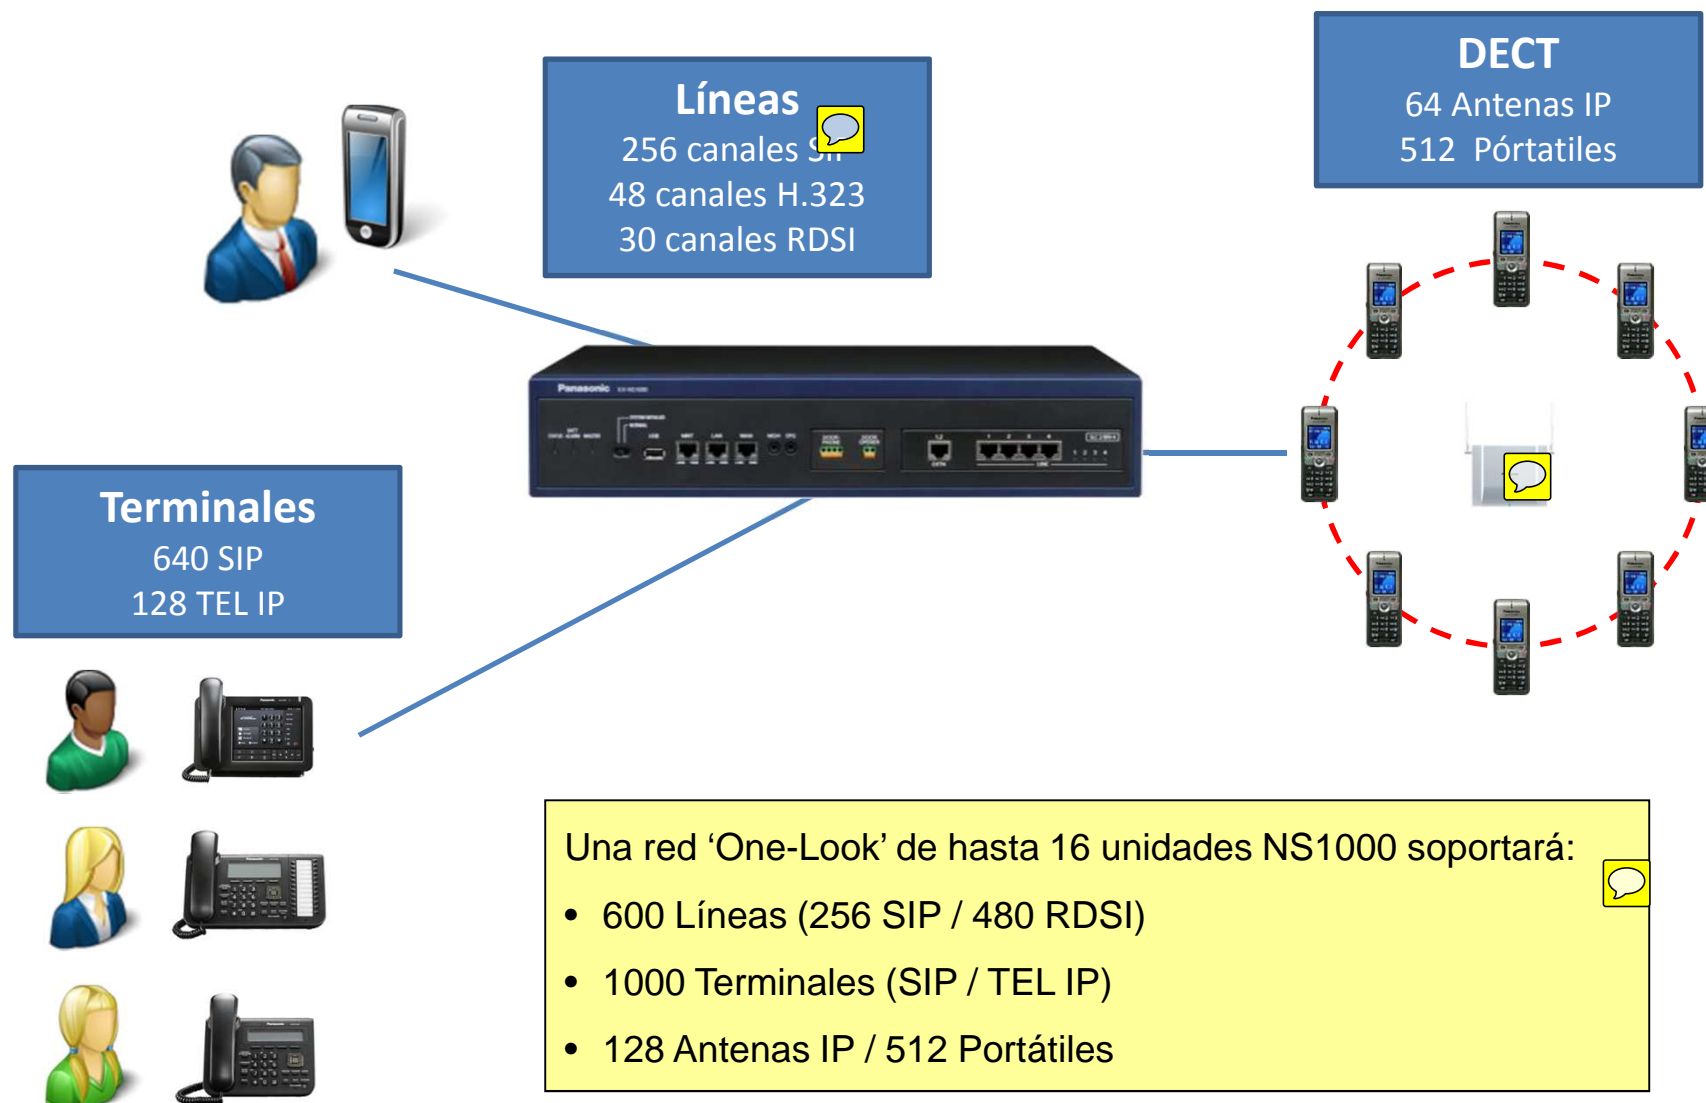 Líneas
256 canales SIP
48 canales H.323
30 canales RDSI
DECT
64 Antenas IP
512 Pórtatiles
Panasonic
Terminales
640 SIP
128 TEL IP
Una red ‘One-Look’ de hasta 16 unidades NS1000 soportará:
• 600 Líneas (256 SIP / 480 RDSI)
• 1000 Terminales (SIP / TEL IP)
• 128 Antenas IP / 512 Portátiles